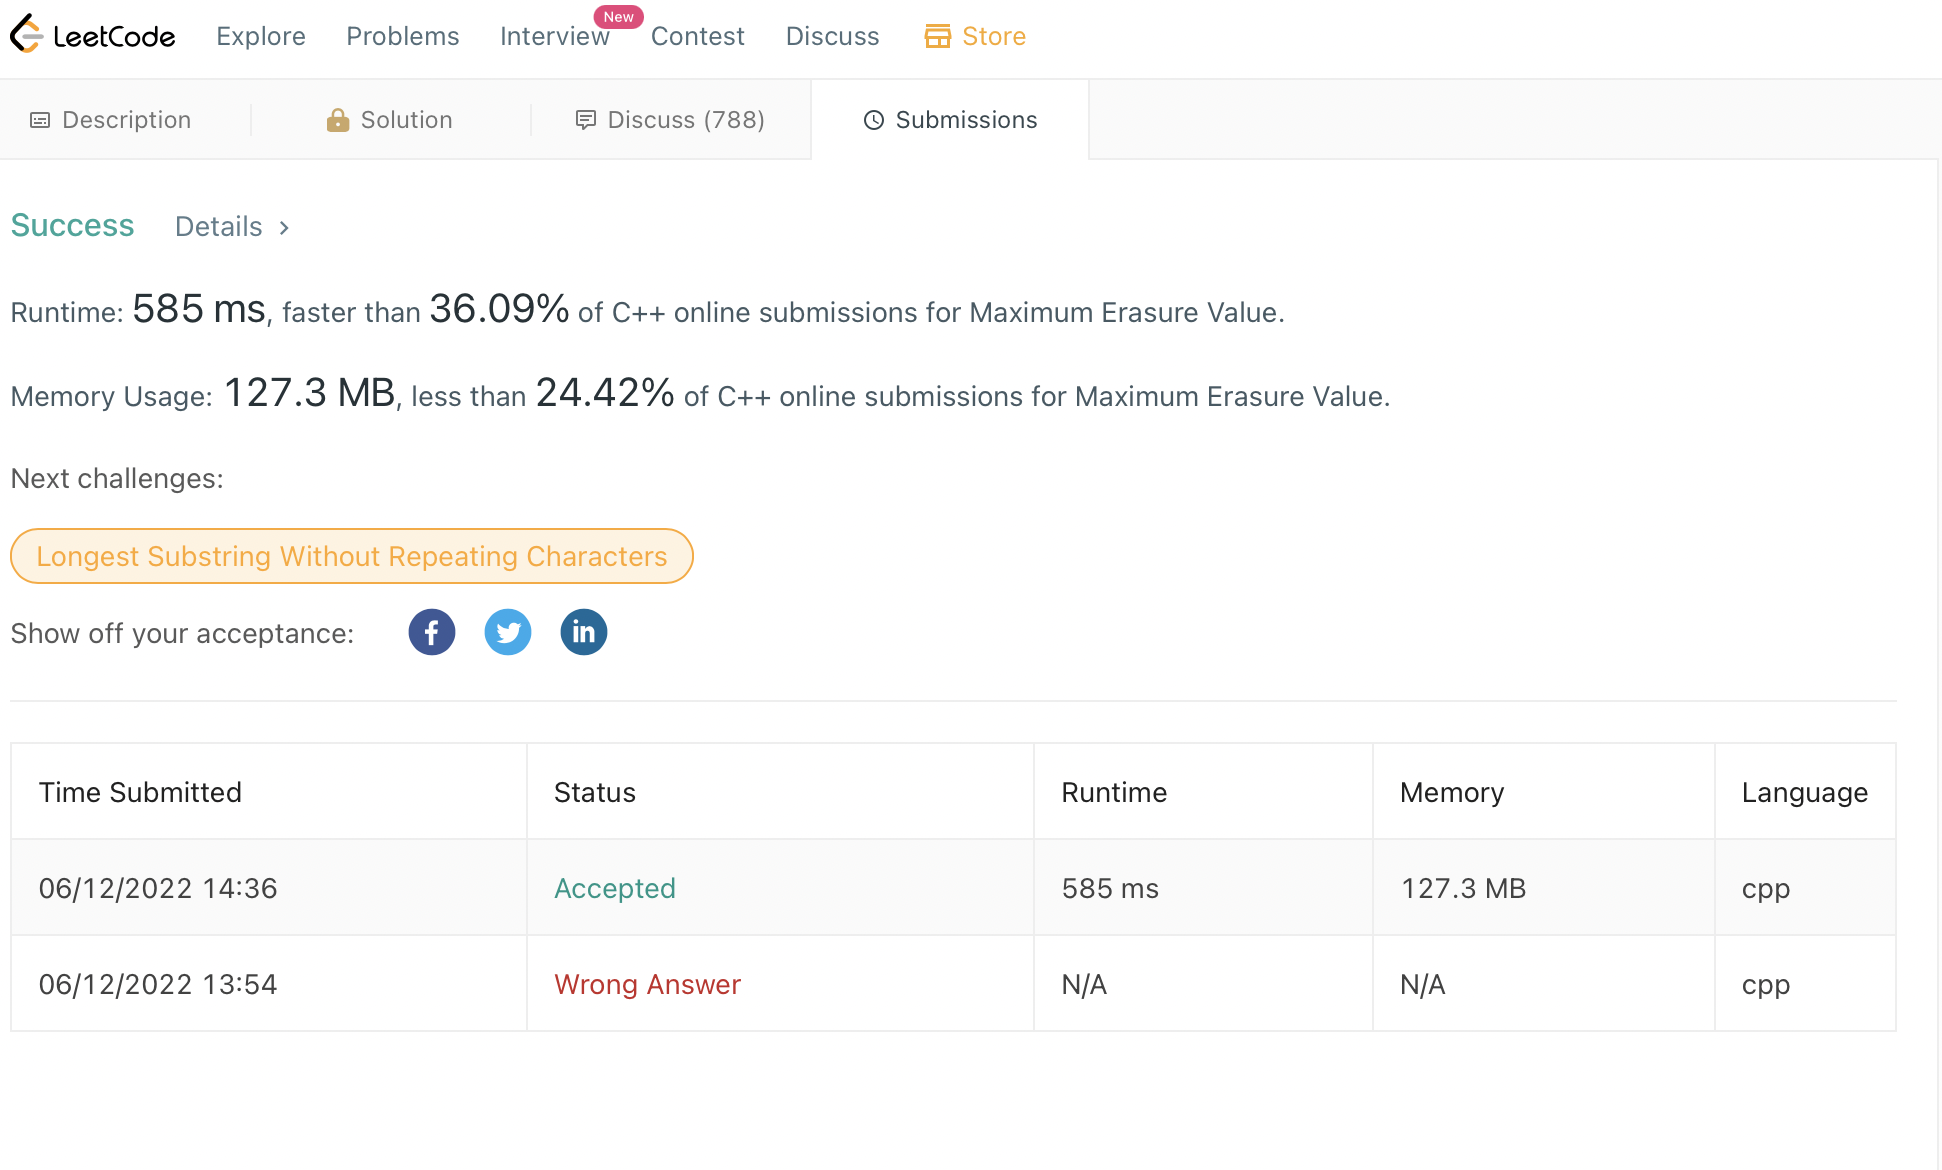 LeetCode Explore Problems Interview New Contest Discuss Store
Description Solution Discuss (788) Submissions
Success Details >
Runtime: 585 ms, faster than 36.09% of C++ online submissions for Maximum Erasure Value.
Memory Usage: 127.3 MB, less than 24.42% of C++ online submissions for Maximum Erasure Value.
Next challenges:
Longest Substring Without Repeating Characters
Show off your acceptance:
Time Submitted Status Runtime Memory Language
06/12/2022 14:36 Accepted 585 ms 127.3 MB cpp
06/12/2022 13:54 Wrong Answer N/A N/A cpp